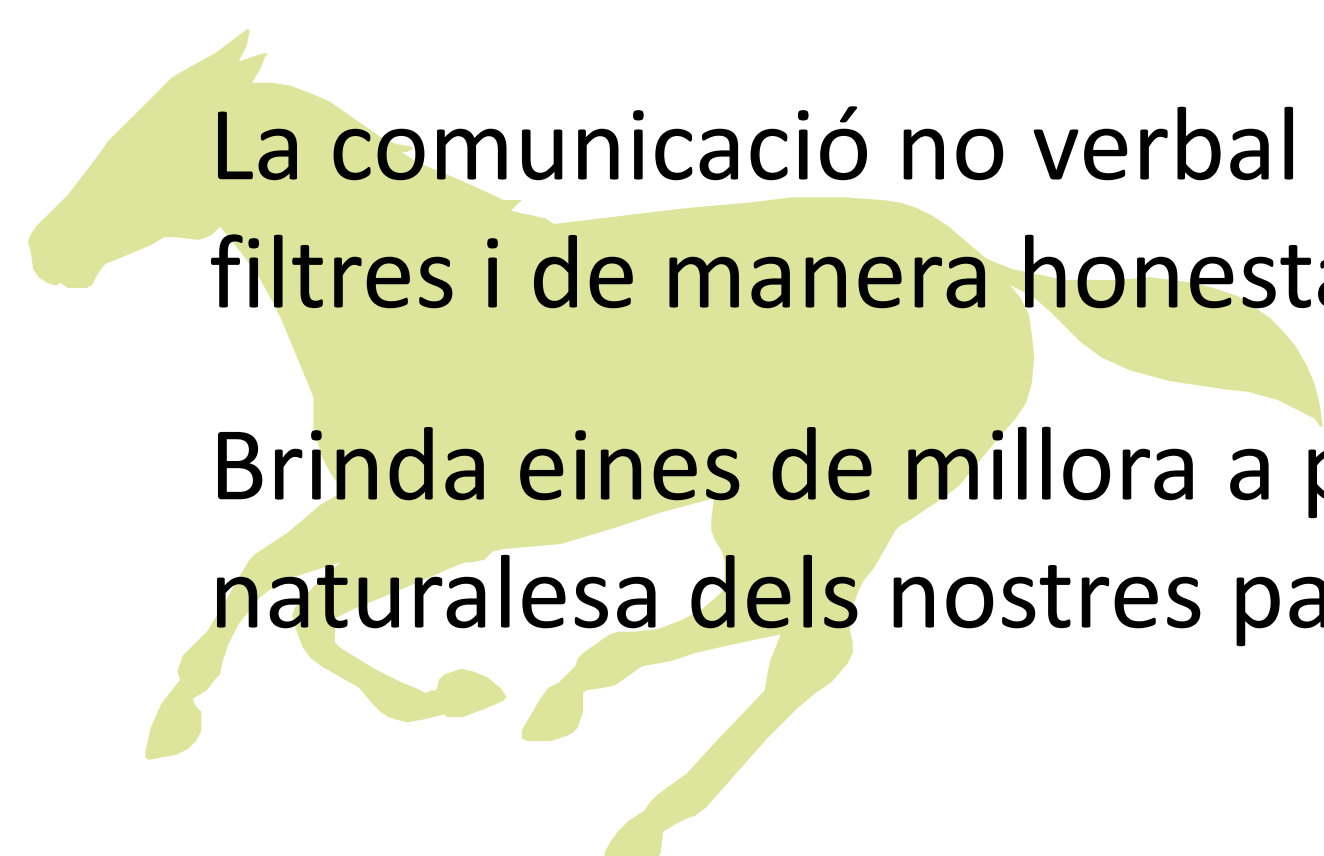 La comunicació no verbal
filtres i de manera honesta
Brinda eines de millora a
naturalesa dels nostres